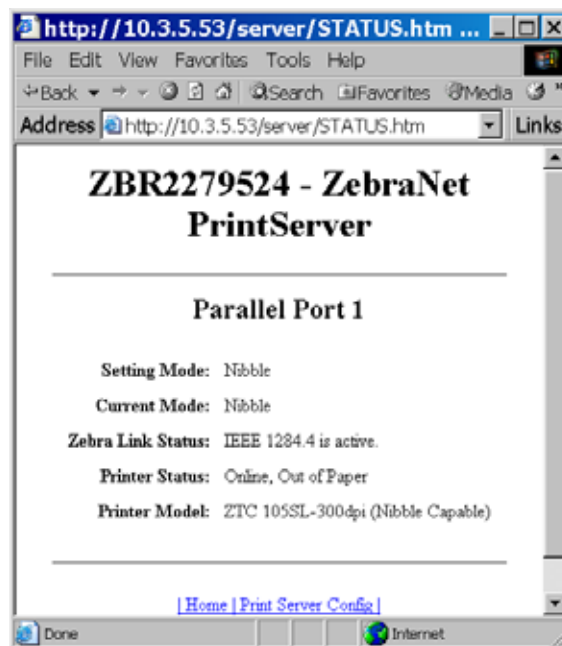 http://10.3.5.53/server/STATUS.htm ...
File Edit View Favorites Tools Help
Back Search Favorites Media
Address http://10.3.5.53/server/STATUS.htm Links
ZBR2279524 - ZebraNet
PrintServer
Parallel Port 1
Setting Mode: Nibble
Current Mode: Nibble
Zebra Link Status: IEEE 1284.4 is active.
Printer Status: Online, Out of Paper
Printer Model: ZTC 105SL-300dpi (Nibble Capable)
| Home | Print Server Config |
Done Internet